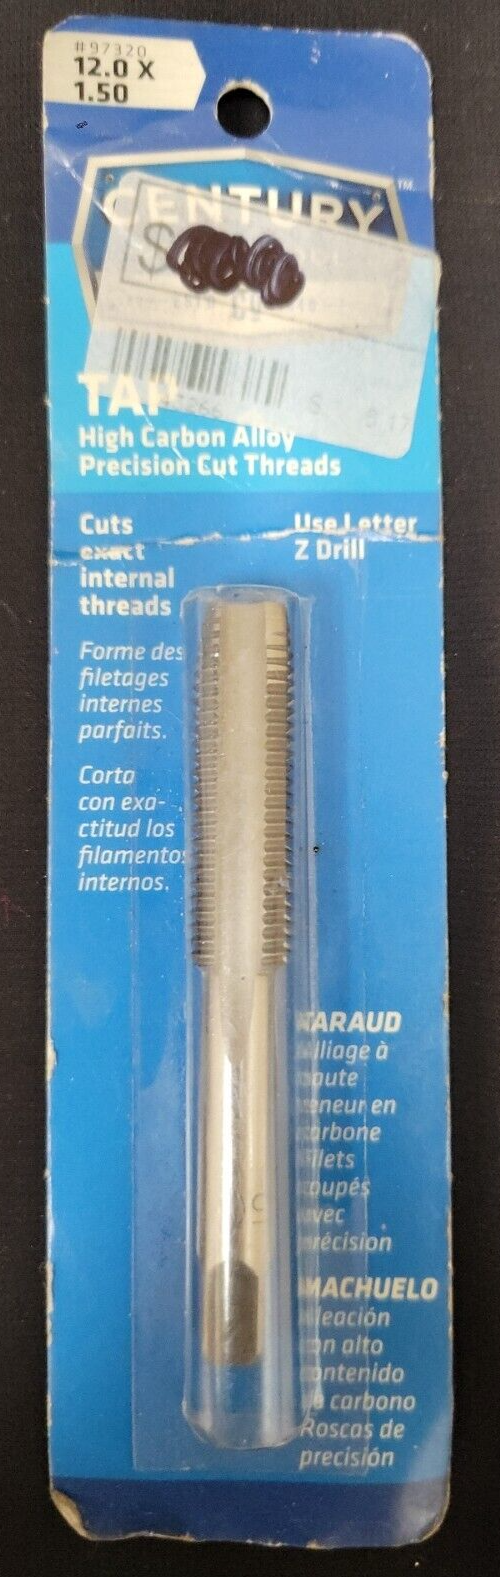 #97320
12.0 X
1.50
CENTURY
TM
$
TAP
High Carbon Alloy
Precision Cut Threads
Cuts
exact
internal
threads
Use Letter
Z Drill
Forme des
filetages
internes
parfaits.
Corta
con exa-
ctitud los
filamentos
internos.
TARAUD
Alliage à
haute
teneur en
carbone
Filets
coupés
avec
précision
MACHUELO
Aleación
con alto
contenido
de carbono
Roscas de
precisión